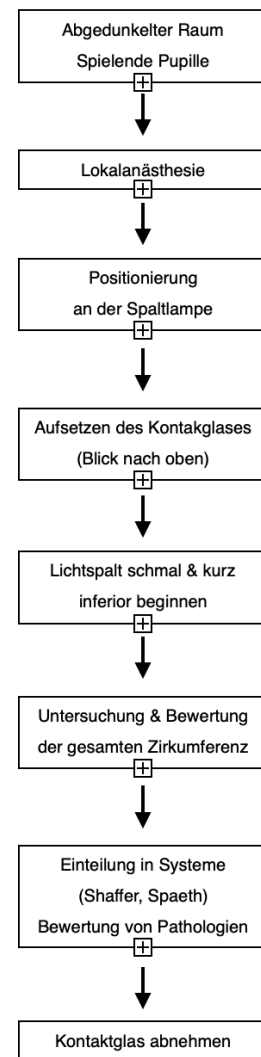 Abgedunkelter Raum
Spielende Pupille
Lokalanästhesie
Positionierung
an der Spaltlampe
Aufsetzen des Kontakglases
(Blick nach oben)
Lichtspalt schmal & kurz
inferior beginnen
Untersuchung & Bewertung
der gesamten Zirkumferenz
Einteilung in Systeme
(Shaffer, Spaeth)
Bewertung von Pathologien
Kontaktglas abnehmen